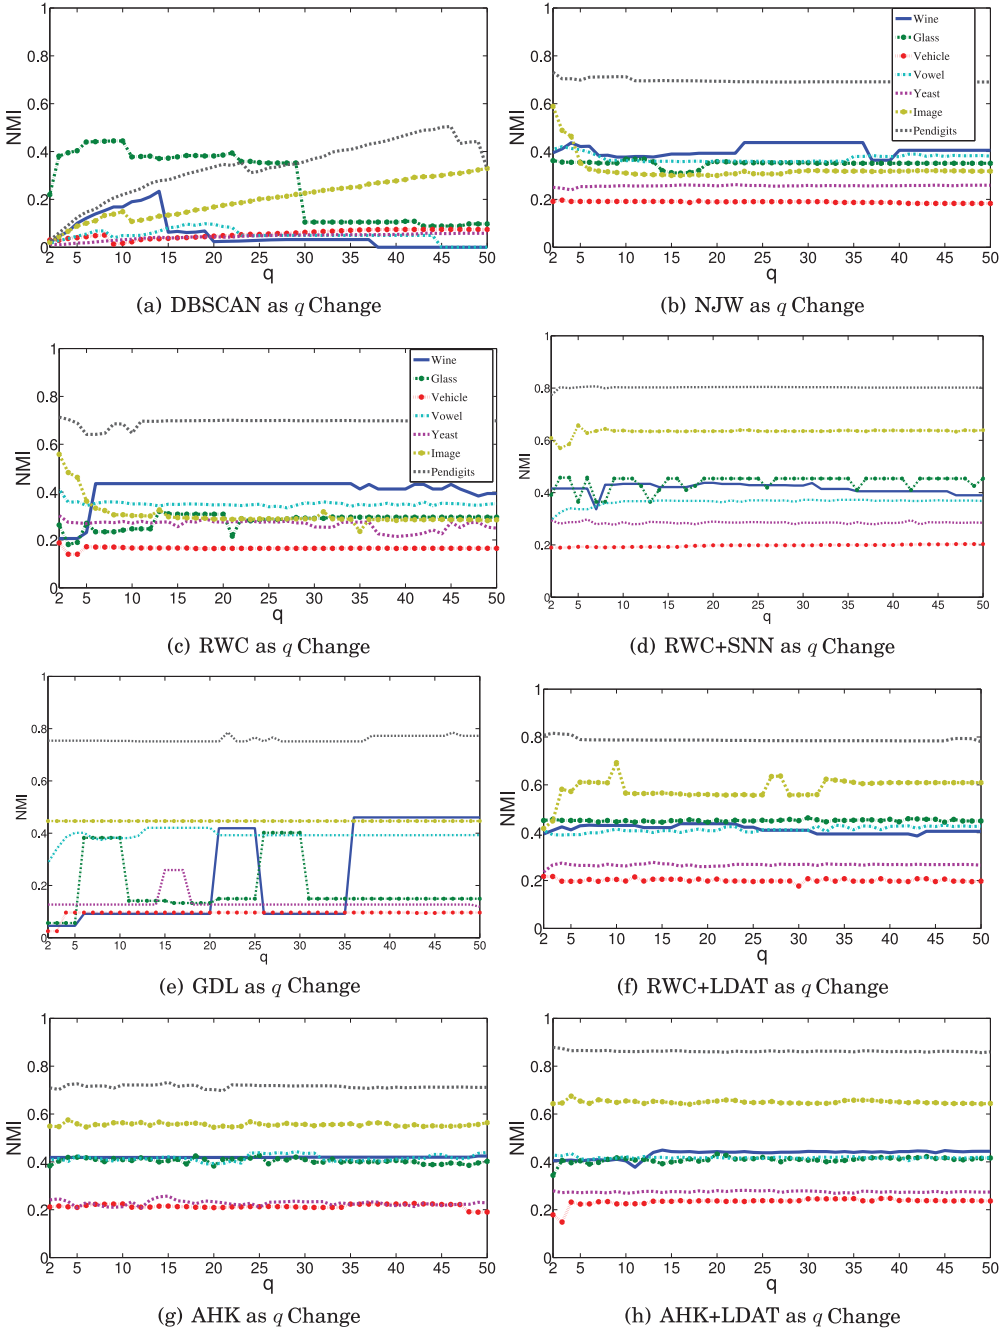 1
0.8
0.6
0.4
0.2
0
NMI
2 5 10 15 20 25 30 35 40 45 50
q
(a) DBSCAN as q Change
1
0.8
0.6
0.4
0.2
0
NMI
2 5 10 15 20 25 30 35 40 45 50
q
Wine
Glass
Vehicle
Vowel
Yeast
Image
Pendigits
(b) NJW as q Change
1
0.8
0.6
0.4
0.2
0
NMI
2 5 10 15 20 25 30 35 40 45 50
q
Wine
Glass
Vehicle
Vowel
Yeast
Image
Pendigits
(c) RWC as q Change
1
0.8
0.6
0.4
0.2
0
NMI
2 5 10 15 20 25 30 35 40 45 50
q
(d) RWC+SNN as q Change
1
0.8
0.6
0.4
0.2
0
NMI
2 5 10 15 20 25 30 35 40 45 50
q
(e) GDL as q Change
1
0.8
0.6
0.4
0.2
0
NMI
2 5 10 15 20 25 30 35 40 45 50
q
(f) RWC+LDAT as q Change
1
0.8
0.6
0.4
0.2
0
NMI
2 5 10 15 20 25 30 35 40 45 50
q
(g) AHK as q Change
1
0.8
0.6
0.4
0.2
0
NMI
2 5 10 15 20 25 30 35 40 45 50
q
(h) AHK+LDAT as q Change